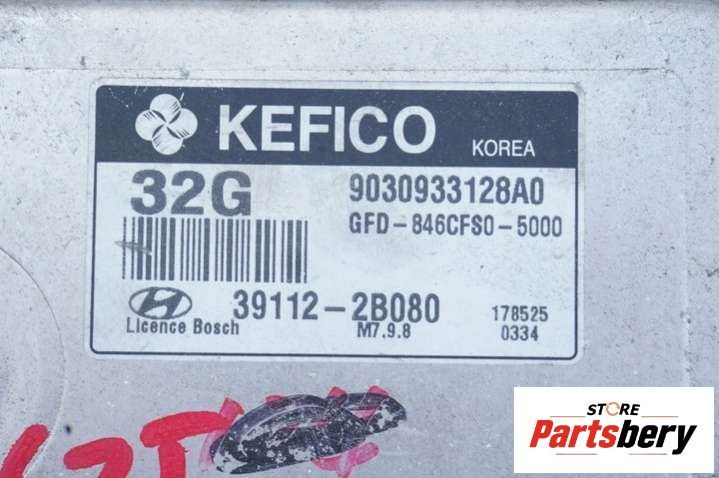 KEFICO KOREA
32G 9030933128A0
GFD-846CFS0-5000
39112-2B080 178525
Licence Bosch M7.9.8 0334
STORE
Partsbery